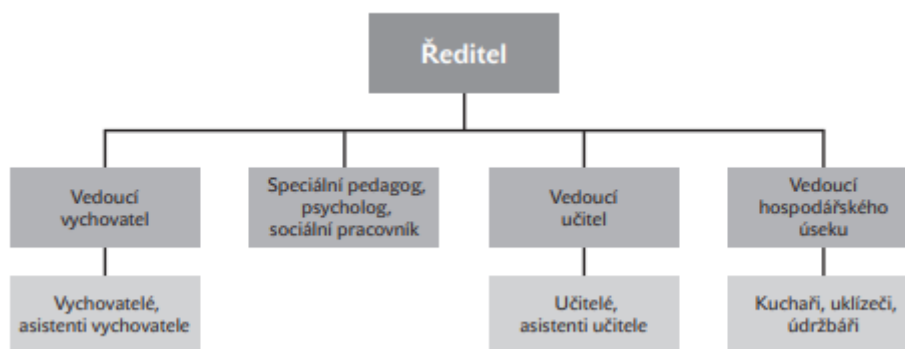 Ředitel
Vedoucí
vychovatel
Speciální pedagog,
psycholog,
sociální pracovník
Vedoucí
učitel
Vedoucí
hospodářského
úseku
Vychovatelé,
asistenti vychovatele
Učitelé,
asistenti učitele
Kuchaři, uklízeči,
údržbáři